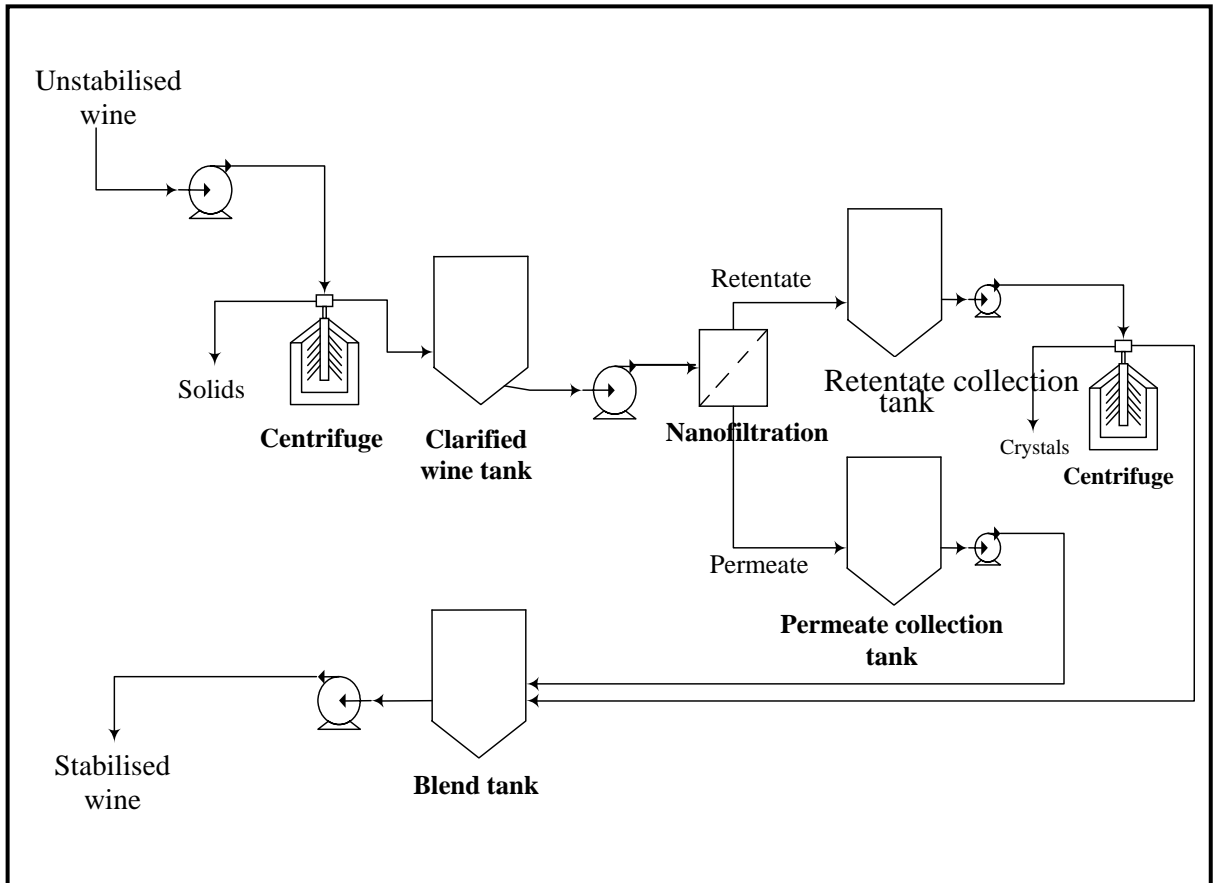 Unstabilised
wine
Retentate
Solids
Centrifuge
Clarified
wine tank
Nanofiltration
Retentate collection
tank
Crystals
Centrifuge
Permeate
Permeate collection
tank
Stabilised
wine
Blend tank